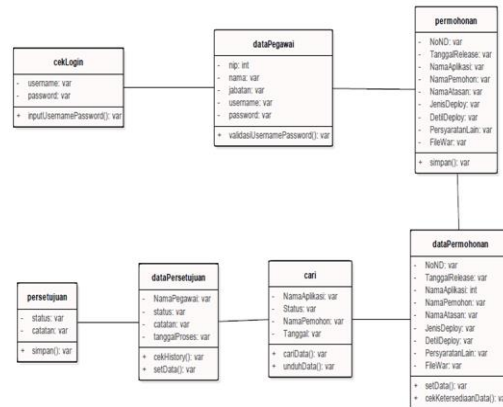 cekLogin
- username: var
- password: var
+ inputUsernamePassword(): var
dataPegawai
- nip: int
- nama: var
- jabatan: var
- username: var
- password: var
+ validasiUsernamePassword(): var
permohonan
- NoND: var
- TanggalRelease: var
- NamaAplikasi: var
- NamaPemohon: var
- NamaAtasan: var
- JenisDeploy: var
- DetilDeploy: var
- PersyaratanLain: var
- FileWar: var
+ simpan(): var
persetujuan
- status: var
- catatan: var
+ simpan(): var
dataPersetujuan
- NamaPegawai: var
- status: var
- catatan: var
- tanggalProses: var
+ cekHistory(): var
+ setData(): var
cari
- NamaAplikasi: var
- Status: var
- NamaPemohon: var
- Tanggal: var
+ cariData(): var
+ unduhData(): var
dataPermohonan
- NoND: var
- TanggalRelease: var
- NamaAplikasi: int
- NamaPemohon: var
- NamaAtasan: var
- JenisDeploy: var
- DetilDeploy: var
- PersyaratanLain: var
- FileWar: var
+ setData(): var
+ cekKetersediaanData(): var